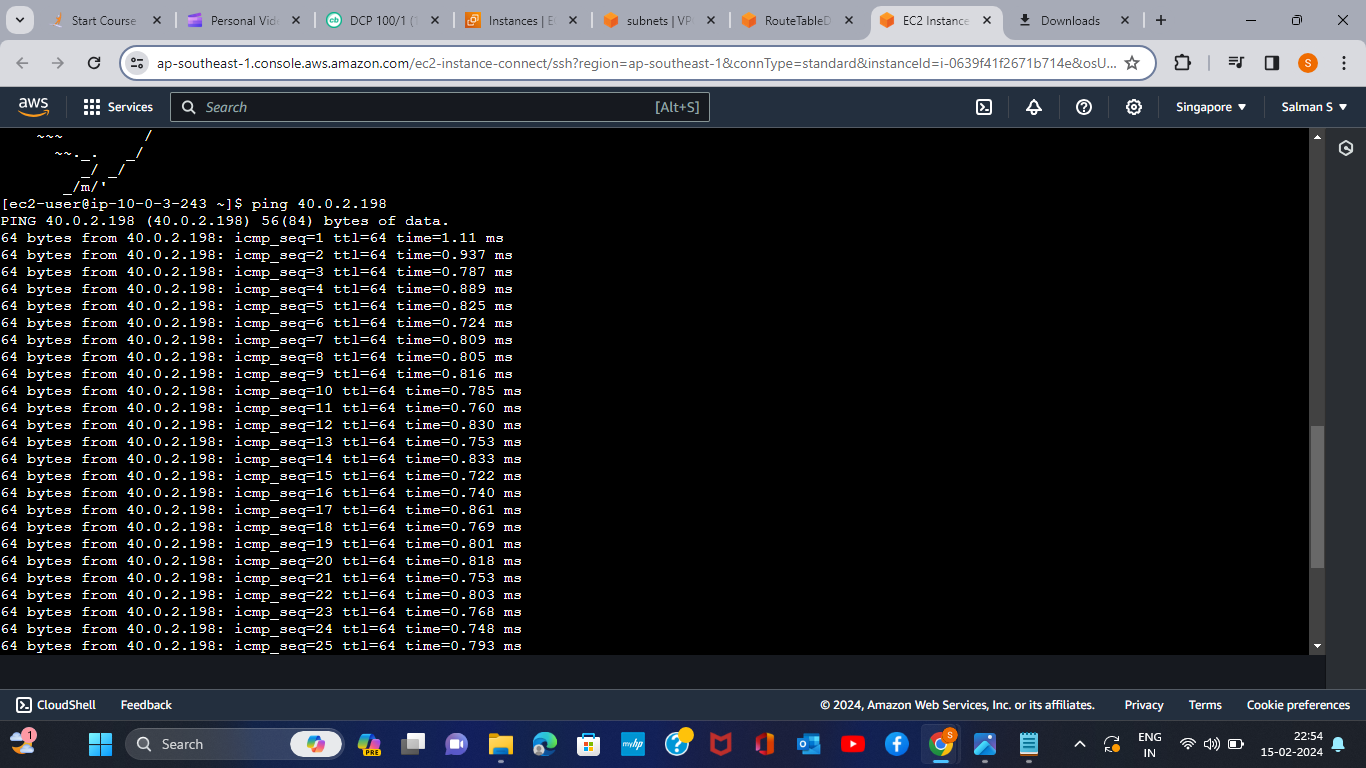 Start Course
Personal Vid
DCP 100/1 (
Instances | E
subnets | VP
RouteTableD
EC2 Instance
Downloads
ap-southeast-1.console.aws.amazon.com/ec2-instance-connect/ssh?region=ap-southeast-1&connType=standard&instanceId=i-0639f41f2671b714e&osU...
S
aws
Services
Search
[Alt+S]
Singapore
Salman S
~~~         /
~~._.   _/
_/ _/
_/m/'
[ec2-user@ip-10-0-3-243 ~]$ ping 40.0.2.198
PING 40.0.2.198 (40.0.2.198) 56(84) bytes of data.
64 bytes from 40.0.2.198: icmp_seq=1 ttl=64 time=1.11 ms
64 bytes from 40.0.2.198: icmp_seq=2 ttl=64 time=0.937 ms
64 bytes from 40.0.2.198: icmp_seq=3 ttl=64 time=0.787 ms
64 bytes from 40.0.2.198: icmp_seq=4 ttl=64 time=0.889 ms
64 bytes from 40.0.2.198: icmp_seq=5 ttl=64 time=0.825 ms
64 bytes from 40.0.2.198: icmp_seq=6 ttl=64 time=0.724 ms
64 bytes from 40.0.2.198: icmp_seq=7 ttl=64 time=0.809 ms
64 bytes from 40.0.2.198: icmp_seq=8 ttl=64 time=0.805 ms
64 bytes from 40.0.2.198: icmp_seq=9 ttl=64 time=0.816 ms
64 bytes from 40.0.2.198: icmp_seq=10 ttl=64 time=0.785 ms
64 bytes from 40.0.2.198: icmp_seq=11 ttl=64 time=0.760 ms
64 bytes from 40.0.2.198: icmp_seq=12 ttl=64 time=0.830 ms
64 bytes from 40.0.2.198: icmp_seq=13 ttl=64 time=0.753 ms
64 bytes from 40.0.2.198: icmp_seq=14 ttl=64 time=0.833 ms
64 bytes from 40.0.2.198: icmp_seq=15 ttl=64 time=0.722 ms
64 bytes from 40.0.2.198: icmp_seq=16 ttl=64 time=0.740 ms
64 bytes from 40.0.2.198: icmp_seq=17 ttl=64 time=0.861 ms
64 bytes from 40.0.2.198: icmp_seq=18 ttl=64 time=0.769 ms
64 bytes from 40.0.2.198: icmp_seq=19 ttl=64 time=0.801 ms
64 bytes from 40.0.2.198: icmp_seq=20 ttl=64 time=0.818 ms
64 bytes from 40.0.2.198: icmp_seq=21 ttl=64 time=0.753 ms
64 bytes from 40.0.2.198: icmp_seq=22 ttl=64 time=0.803 ms
64 bytes from 40.0.2.198: icmp_seq=23 ttl=64 time=0.768 ms
64 bytes from 40.0.2.198: icmp_seq=24 ttl=64 time=0.748 ms
64 bytes from 40.0.2.198: icmp_seq=25 ttl=64 time=0.793 ms
CloudShell
Feedback
© 2024, Amazon Web Services, Inc. or its affiliates.
Privacy
Terms
Cookie preferences
1
Search
PRE
myhp
S
ENG
IN
22:54
15-02-2024